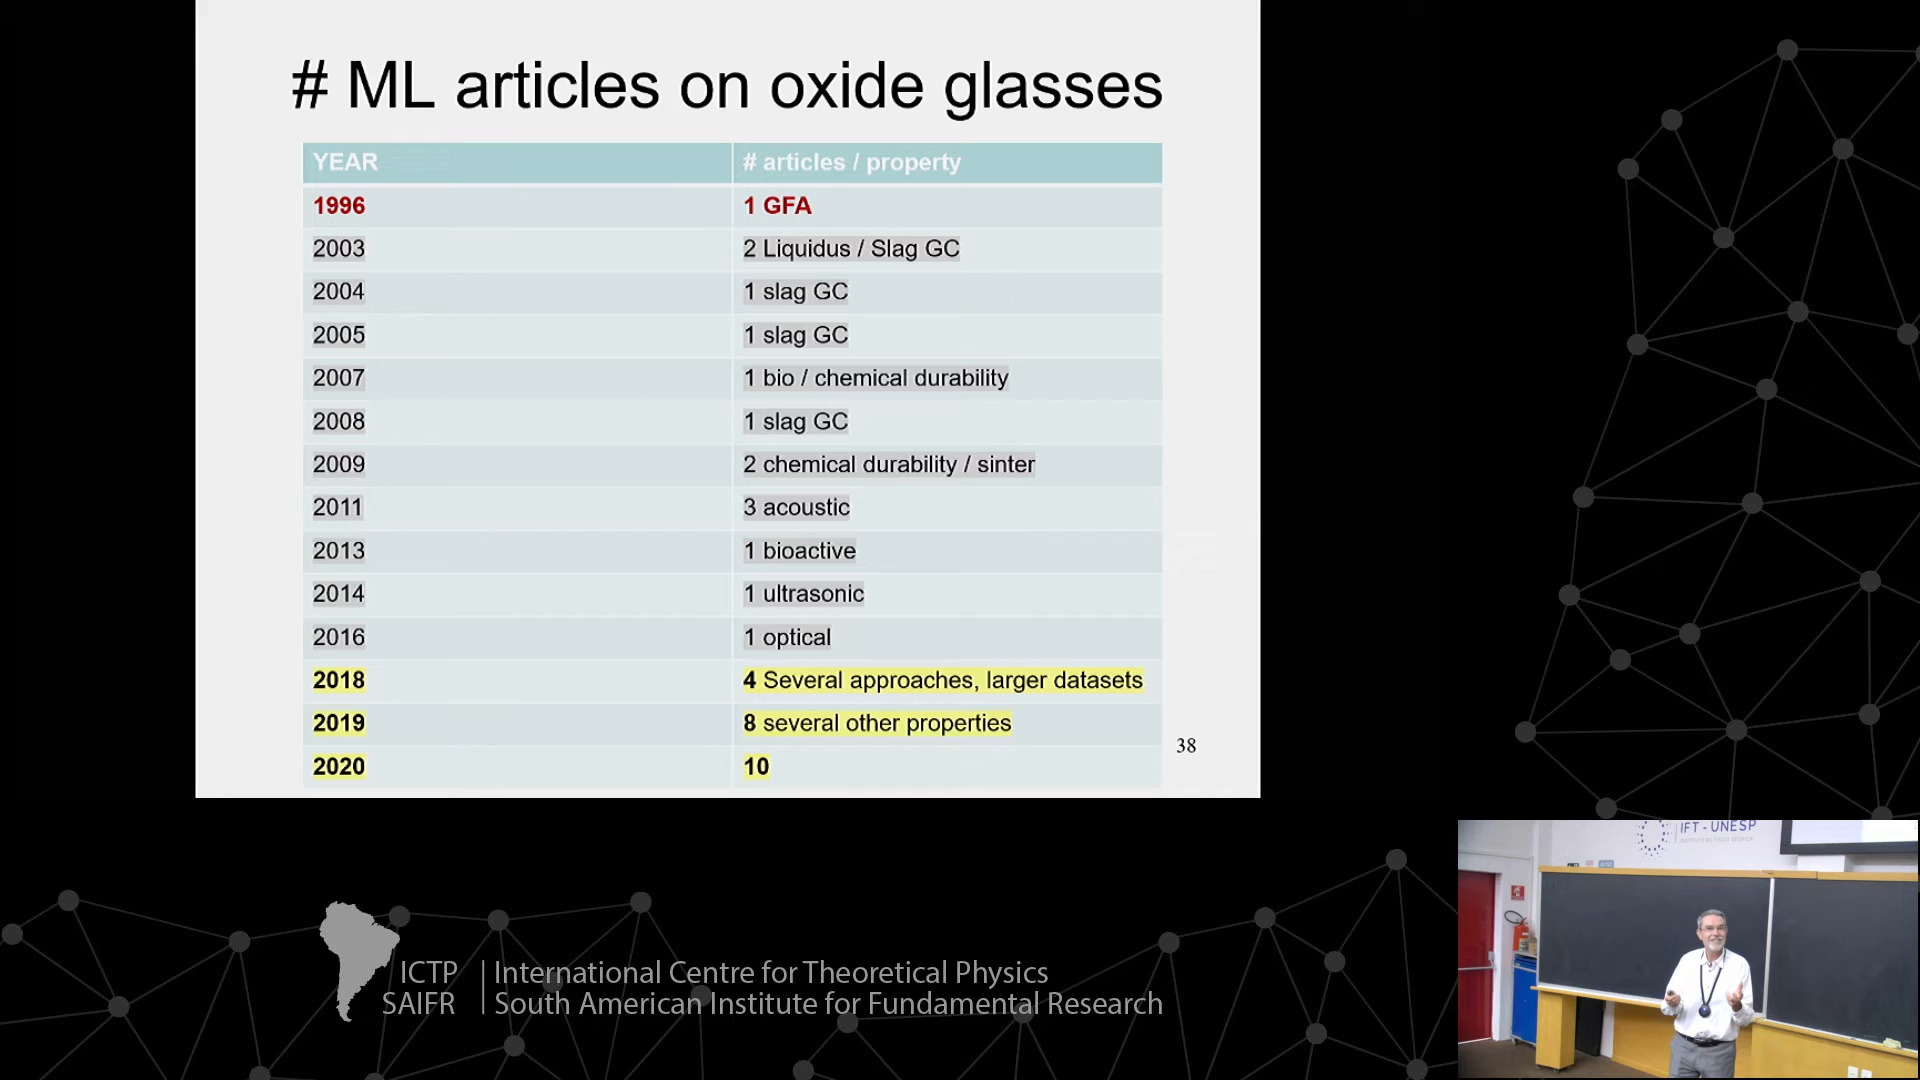 # ML articles on oxide glasses
YEAR # articles / property
1996 1 GFA
2003 2 Liquidus / Slag GC
2004 1 slag GC
2005 1 slag GC
2007 1 bio / chemical durability
2008 1 slag GC
2009 2 chemical durability / sinter
2011 3 acoustic
2013 1 bioactive
2014 1 ultrasonic
2016 1 optical
2018 4 Several approaches, larger datasets
2019 8 several other properties
2020 10
38
IFT - UNESP
ICTP International Centre for Theoretical Physics
SAIFR South American Institute for Fundamental Research